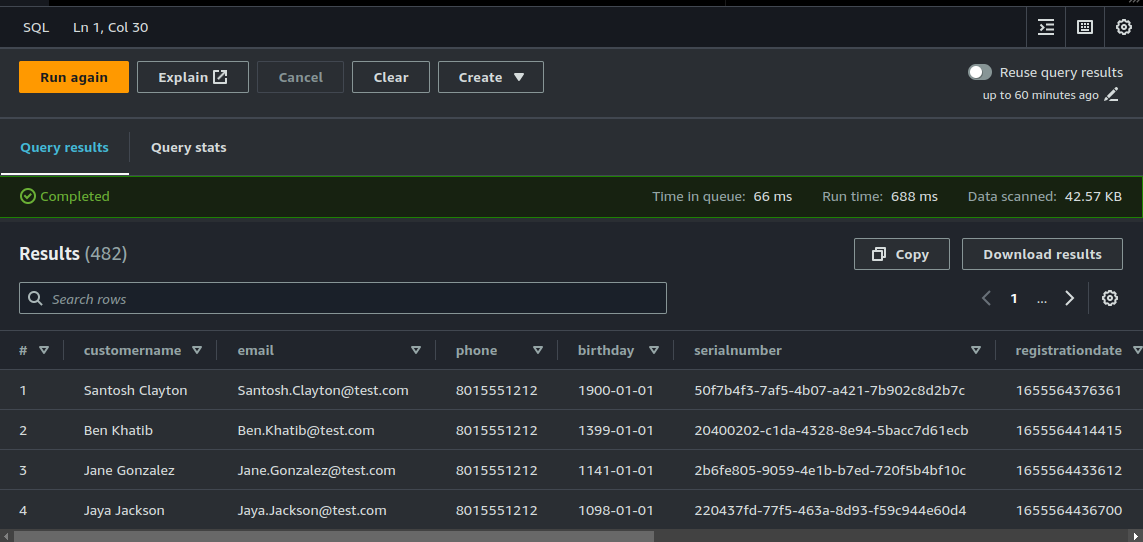 SQL Ln 1, Col 30
Run again Explain Cancel Clear Create Reuse query results
up to 60 minutes ago
Query results Query stats
Completed Time in queue: 66 ms Run time: 688 ms Data scanned: 42.57 KB
Results (482) Copy Download results
Search rows 1 ...
# customername email phone birthday serialnumber registrationdate
1 Santosh Clayton Santosh.Clayton@test.com 8015551212 1900-01-01 50f7b4f3-7af5-4b07-a421-7b902c8d2b7c 1655564376361
2 Ben Khatib Ben.Khatib@test.com 8015551212 1399-01-01 20400202-c1da-4328-8e94-5bacc7d61ecb 1655564414415
3 Jane Gonzalez Jane.Gonzalez@test.com 8015551212 1141-01-01 2b6fe805-9059-4e1b-b7ed-720f5b4bf10c 1655564433612
4 Jaya Jackson Jaya.Jackson@test.com 8015551212 1098-01-01 220437fd-77f5-463a-8d93-f59c944e60d4 1655564436700